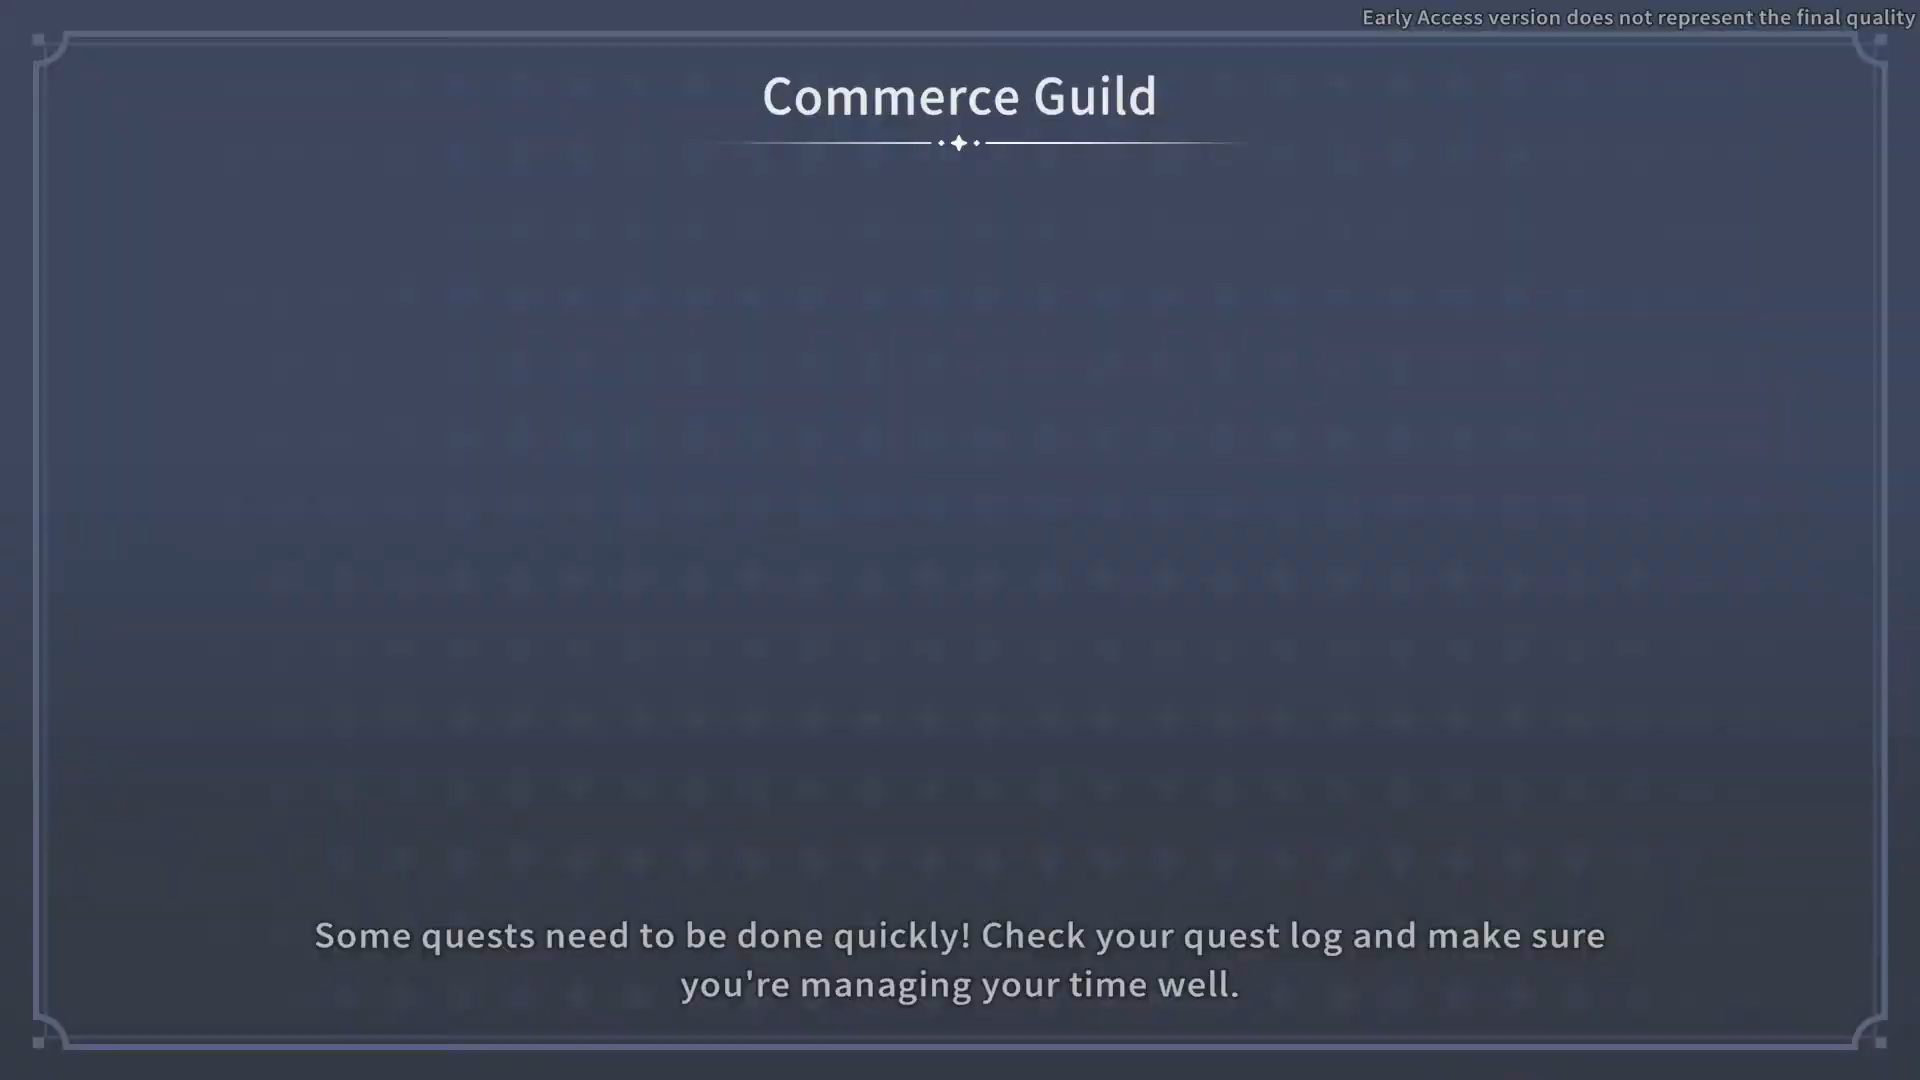 Early Access version does not represent the final quality
Commerce Guild
Some quests need to be done quickly! Check your quest log and make sure
you're managing your time well.